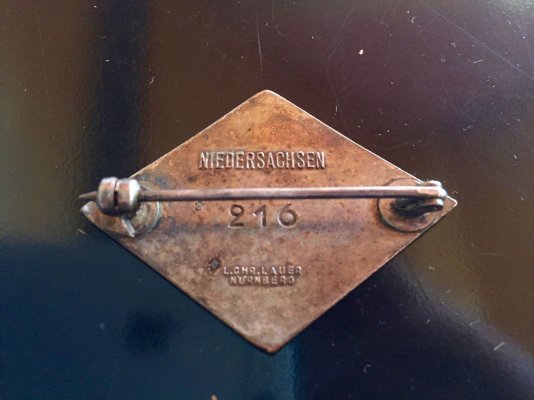 NIEDERSACHSEN
216
L.CHR.LAUER
NÜRNBERG